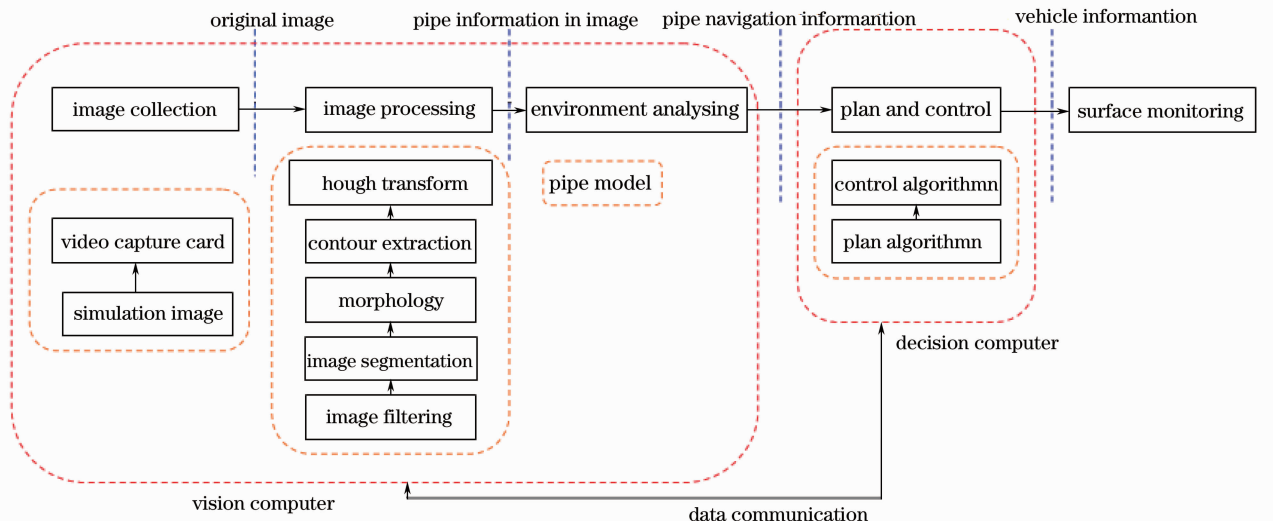 original image
pipe information in image
pipe navigation informantion
vehicle informantion
image collection
image processing
environment analysing
plan and control
surface monitoring
hough transform
pipe model
control algorithmn
video capture card
contour extraction
plan algorithmn
simulation image
morphology
image segmentation
decision computer
image filtering
vision computer
data communication